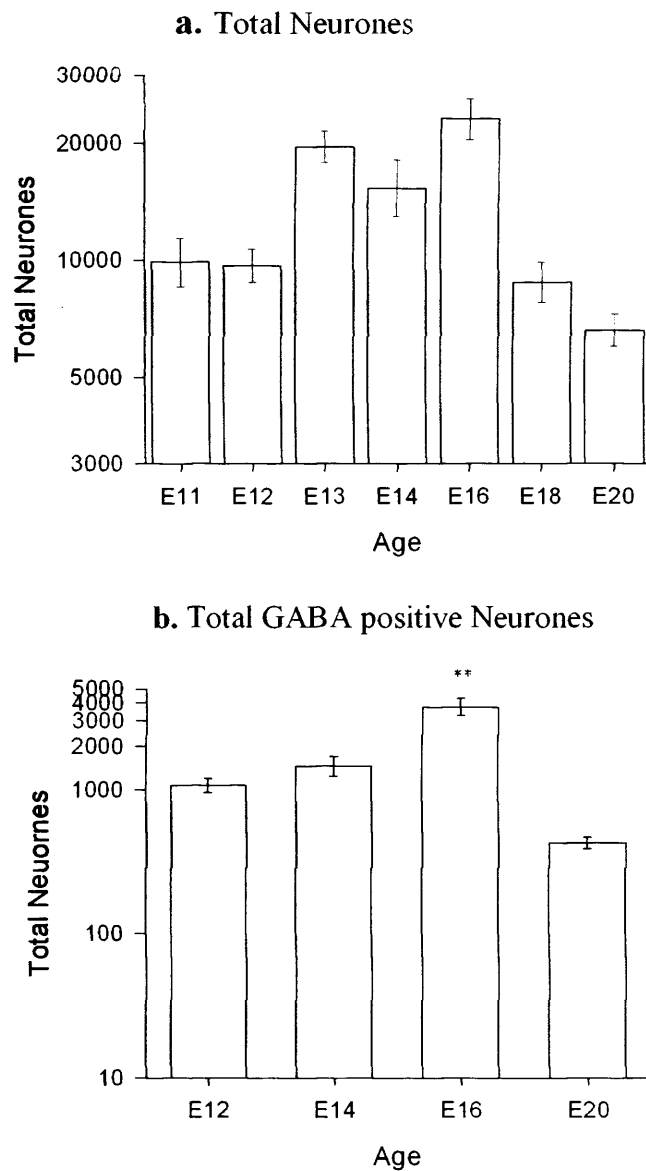 a. Total Neurones
30000
20000
10000
5000
3000
Total Neurones
E11 E12 E13 E14 E16 E18 E20
Age
b. Total GABA positive Neurones
**
5000
4000
3000
2000
1000
100
10
Total Neuornes
E12 E14 E16 E20
Age